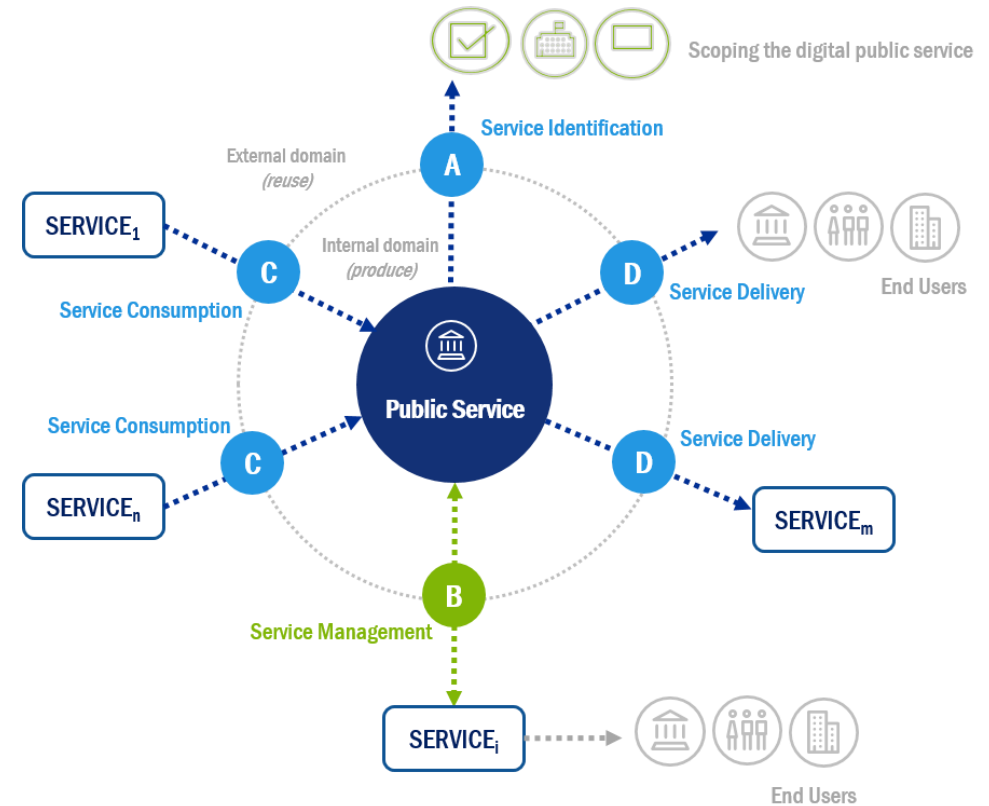 Scoping the digital public service
Service Identification
A
External domain
(reuse)
SERVICE1
Internal domain
(produce)
C
D
Service Consumption
Service Delivery
End Users
Public Service
Service Consumption
Service Delivery
C
D
SERVICEn
SERVICEm
B
Service Management
SERVICEi
End Users